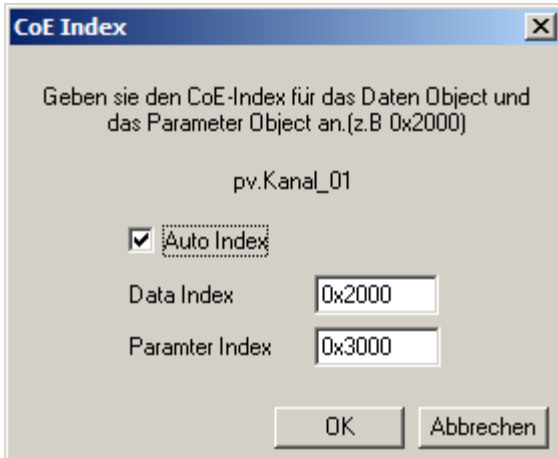 CoE Index
Geben sie den CoE-Index für das Daten Object und
das Parameter Object an.(z.B 0x2000)
pv.Kanal_01
Auto Index
Data Index 0x2000
Paramter Index 0x3000
OK Abbrechen